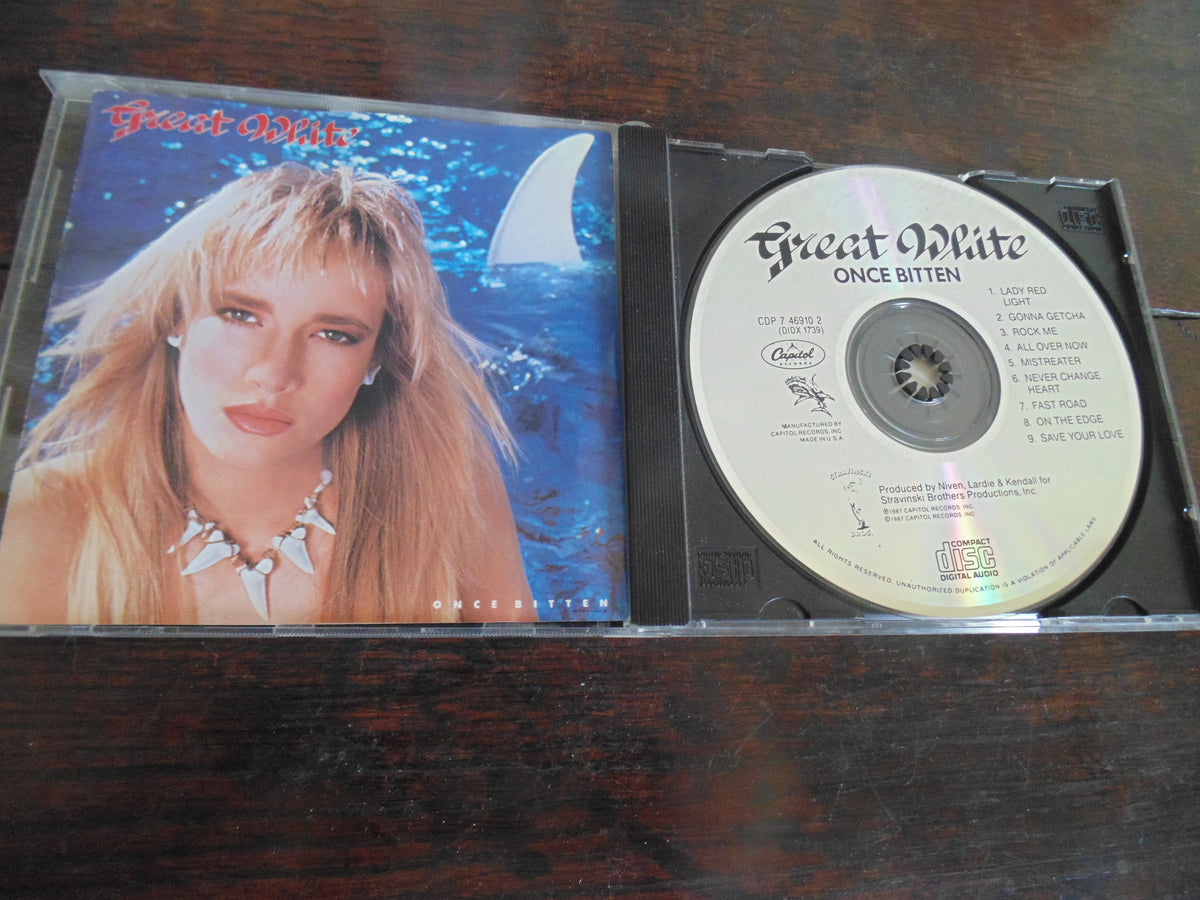 Great White
ONCE BITTEN
Great White
ONCE BITTEN
CDP 7 46910 2
(DIDX 1739)
Capitol
RECORDS
MANUFACTURED BY
CAPITOL RECORDS, INC
MADE IN U.S.A
1. LADY RED
LIGHT
2. GONNA GETCHA
3. ROCK ME
4. ALL OVER NOW
5. MISTREATER
6. NEVER CHANGE
HEART
7. FAST ROAD
8. ON THE EDGE
9. SAVE YOUR LOVE
STRAVINSKI
BROS.
Produced by Niven, Lardie & Kendall for
Stravinski Brothers Productions, Inc.
℗1987 CAPITOL RECORDS, INC
©1987 CAPITOL RECORDS, INC
COMPACT
disc
DIGITAL AUDIO
ALL RIGHTS RESERVED. UNAUTHORIZED DUPLICATION IS A VIOLATION OF APPLICABLE LAWS
disc